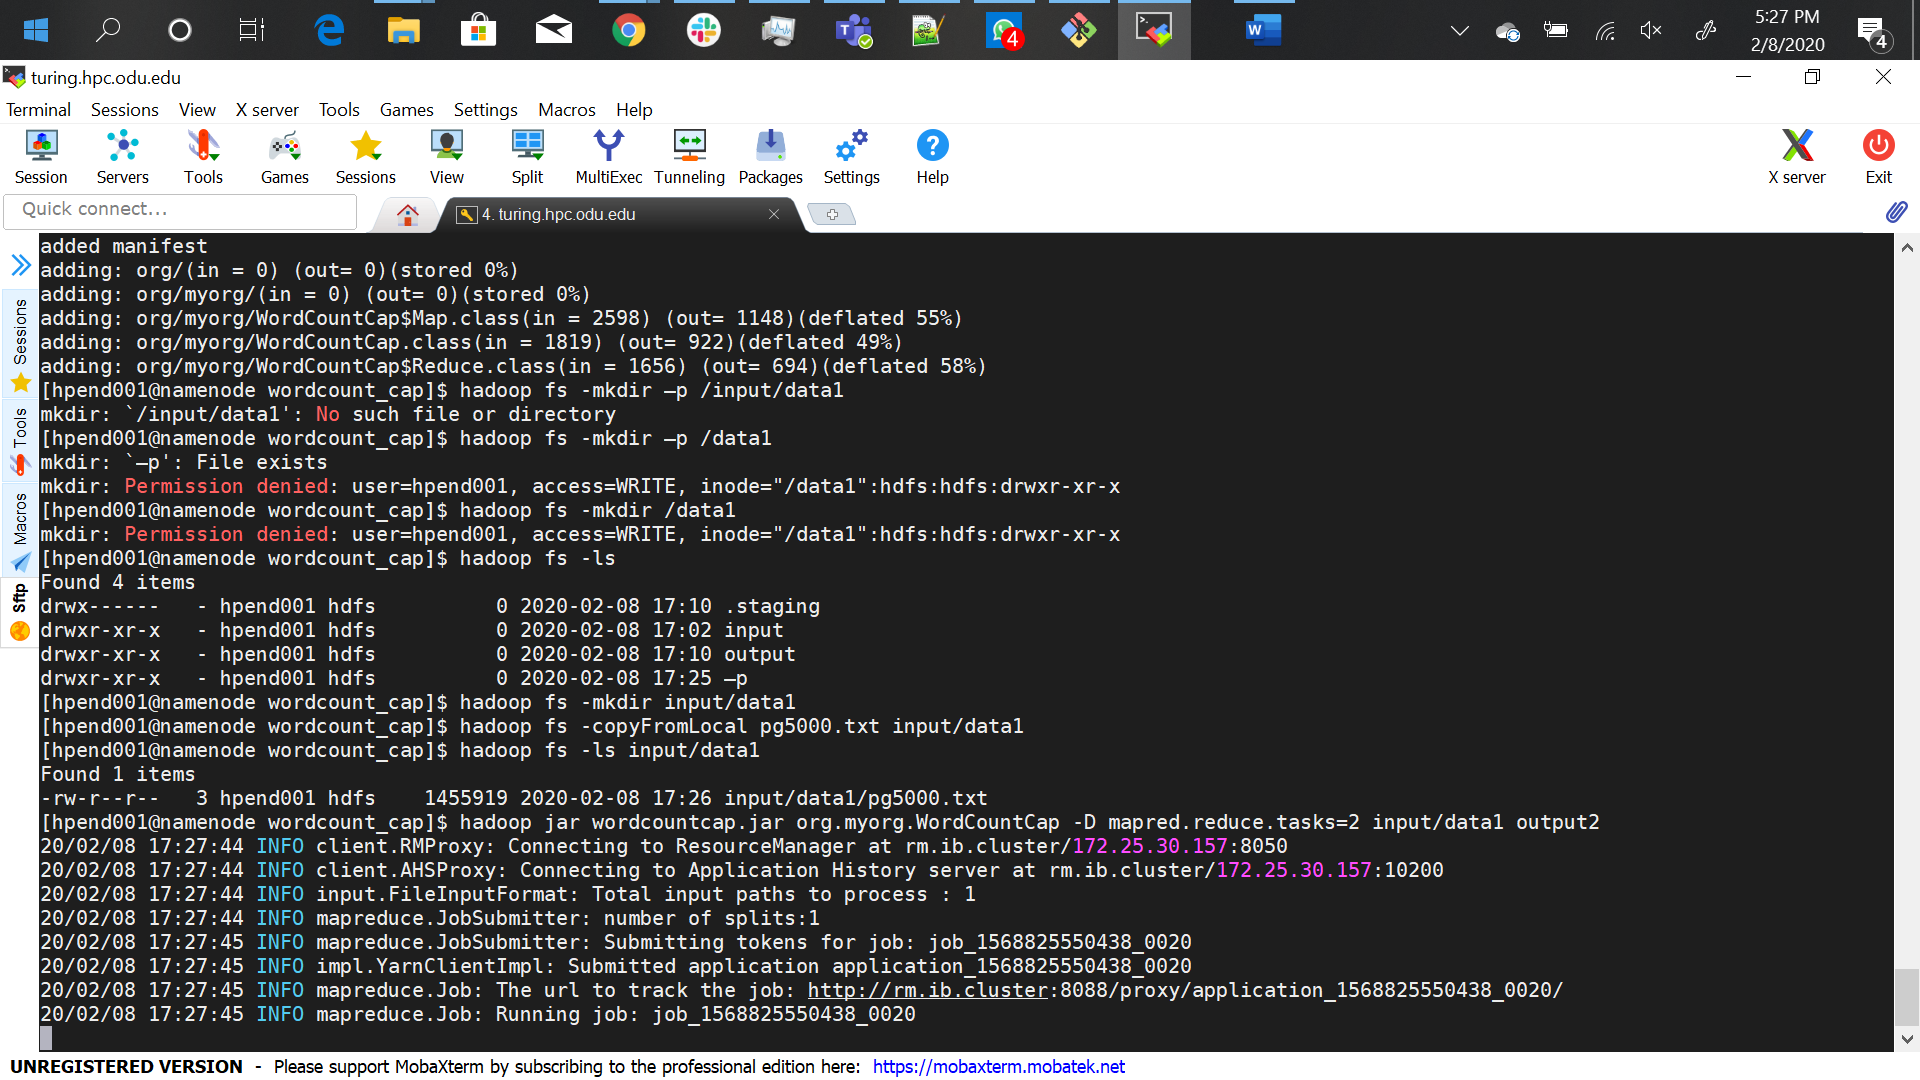 5:27 PM
2/8/2020
4
4
turing.hpc.odu.edu
Terminal Sessions View X server Tools Games Settings Macros Help
Session Servers Tools Games Sessions View Split MultiExec Tunneling Packages Settings Help X server Exit
Quick connect...
4. turing.hpc.odu.edu
Sessions
Tools
Macros
Sftp
added manifest
adding: org/(in = 0) (out= 0)(stored 0%)
adding: org/myorg/(in = 0) (out= 0)(stored 0%)
adding: org/myorg/WordCountCap$Map.class(in = 2598) (out= 1148)(deflated 55%)
adding: org/myorg/WordCountCap.class(in = 1819) (out= 922)(deflated 49%)
adding: org/myorg/WordCountCap$Reduce.class(in = 1656) (out= 694)(deflated 58%)
[hpend001@namenode wordcount_cap]$ hadoop fs -mkdir –p /input/data1
mkdir: `/input/data1': No such file or directory
[hpend001@namenode wordcount_cap]$ hadoop fs -mkdir –p /data1
mkdir: `–p': File exists
mkdir: Permission denied: user=hpend001, access=WRITE, inode="/data1":hdfs:hdfs:drwxr-xr-x
[hpend001@namenode wordcount_cap]$ hadoop fs -mkdir /data1
mkdir: Permission denied: user=hpend001, access=WRITE, inode="/data1":hdfs:hdfs:drwxr-xr-x
[hpend001@namenode wordcount_cap]$ hadoop fs -ls
Found 4 items
drwx------   - hpend001 hdfs          0 2020-02-08 17:10 .staging
drwxr-xr-x   - hpend001 hdfs          0 2020-02-08 17:02 input
drwxr-xr-x   - hpend001 hdfs          0 2020-02-08 17:10 output
drwxr-xr-x   - hpend001 hdfs          0 2020-02-08 17:25 –p
[hpend001@namenode wordcount_cap]$ hadoop fs -mkdir input/data1
[hpend001@namenode wordcount_cap]$ hadoop fs -copyFromLocal pg5000.txt input/data1
[hpend001@namenode wordcount_cap]$ hadoop fs -ls input/data1
Found 1 items
-rw-r--r--   3 hpend001 hdfs    1455919 2020-02-08 17:26 input/data1/pg5000.txt
[hpend001@namenode wordcount_cap]$ hadoop jar wordcountcap.jar org.myorg.WordCountCap -D mapred.reduce.tasks=2 input/data1 output2
20/02/08 17:27:44 INFO client.RMProxy: Connecting to ResourceManager at rm.ib.cluster/172.25.30.157:8050
20/02/08 17:27:44 INFO client.AHSProxy: Connecting to Application History server at rm.ib.cluster/172.25.30.157:10200
20/02/08 17:27:44 INFO input.FileInputFormat: Total input paths to process : 1
20/02/08 17:27:44 INFO mapreduce.JobSubmitter: number of splits:1
20/02/08 17:27:45 INFO mapreduce.JobSubmitter: Submitting tokens for job: job_1568825550438_0020
20/02/08 17:27:45 INFO impl.YarnClientImpl: Submitted application application_1568825550438_0020
20/02/08 17:27:45 INFO mapreduce.Job: The url to track the job: http://rm.ib.cluster:8088/proxy/application_1568825550438_0020/
20/02/08 17:27:45 INFO mapreduce.Job: Running job: job_1568825550438_0020
UNREGISTERED VERSION - Please support MobaXterm by subscribing to the professional edition here: https://mobaxterm.mobatek.net